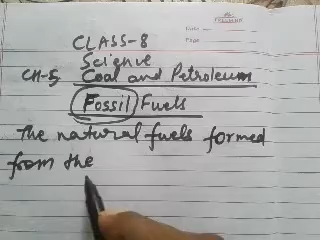 CLASS-8
Science
CH-5, Coal and Petroleum
Fossil Fuels
The natural fuels formed
from the